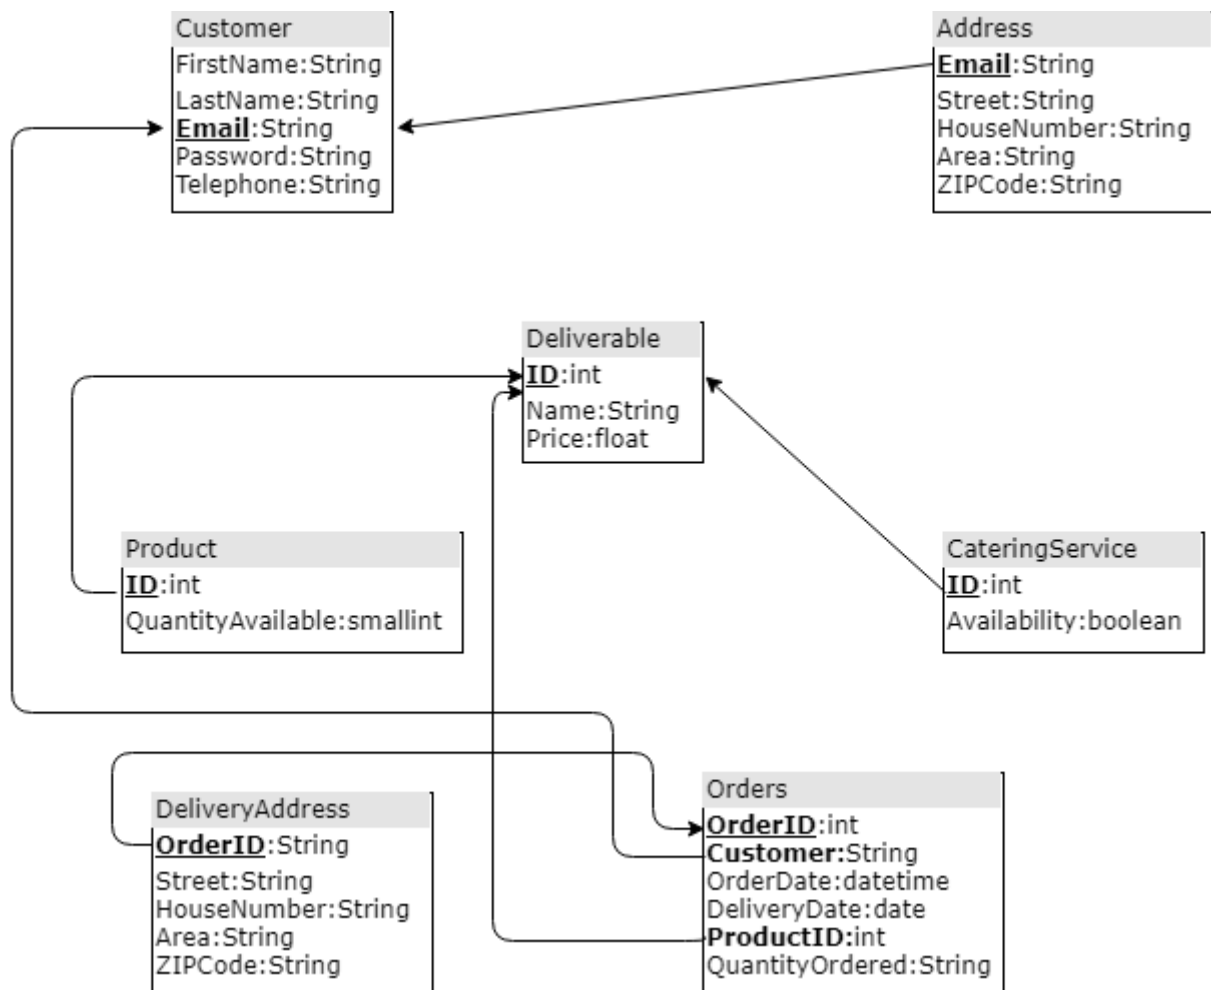 Customer
FirstName:String
LastName:String
Email:String
Password:String
Telephone:String
Address
Email:String
Street:String
HouseNumber:String
Area:String
ZIPCode:String
Deliverable
ID:int
Name:String
Price:float
Product
ID:int
QuantityAvailable:smallint
CateringService
ID:int
Availability:boolean
DeliveryAddress
OrderID:String
Street:String
HouseNumber:String
Area:String
ZIPCode:String
Orders
OrderID:int
Customer:String
OrderDate:datetime
DeliveryDate:date
ProductID:int
QuantityOrdered:String